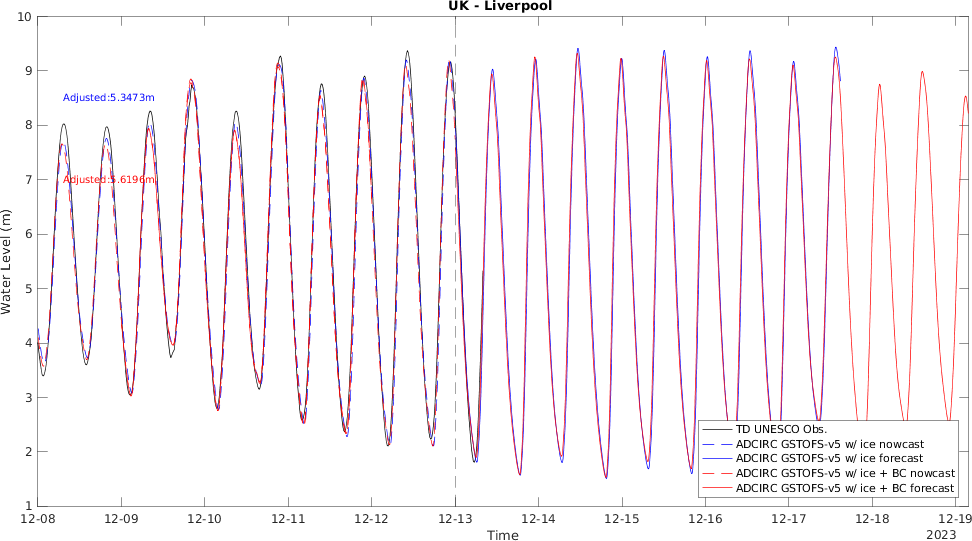 UK - Liverpool
10
9
8
7
6
5
4
3
2
1
Water Level (m)
Adjusted:5.3473m
Adjusted:5.6196m
TD UNESCO Obs.
ADCIRC GSTOFS-v5 w/ ice nowcast
ADCIRC GSTOFS-v5 w/ ice forecast
ADCIRC GSTOFS-v5 w/ ice + BC nowcast
ADCIRC GSTOFS-v5 w/ ice + BC forecast
12-08 12-09 12-10 12-11 12-12 12-13 12-14 12-15 12-16 12-17 12-18 12-19
Time
2023